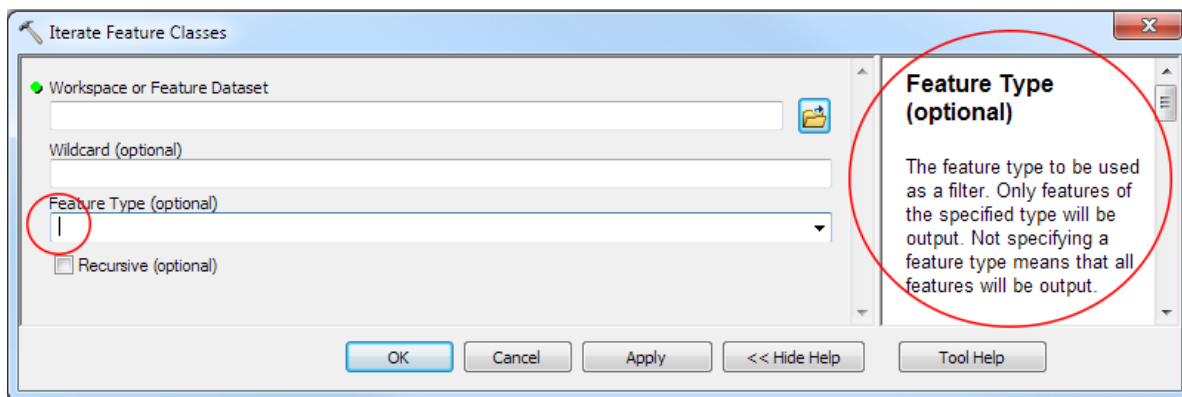 Iterate Feature Classes
Workspace or Feature Dataset
Wildcard (optional)
Feature Type (optional)
Recursive (optional)
OK
Cancel
Apply
<< Hide Help
Feature Type
(optional)
The feature type to be used
as a filter. Only features of
the specified type will be
output. Not specifying a
feature type means that all
features will be output.
Tool Help